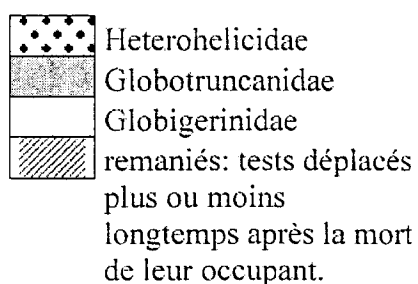 Heterohelicidae
Globotruncanidae
Globigerinidae
remaniés: tests déplacés
plus ou moins
longtemps après la mort
de leur occupant.